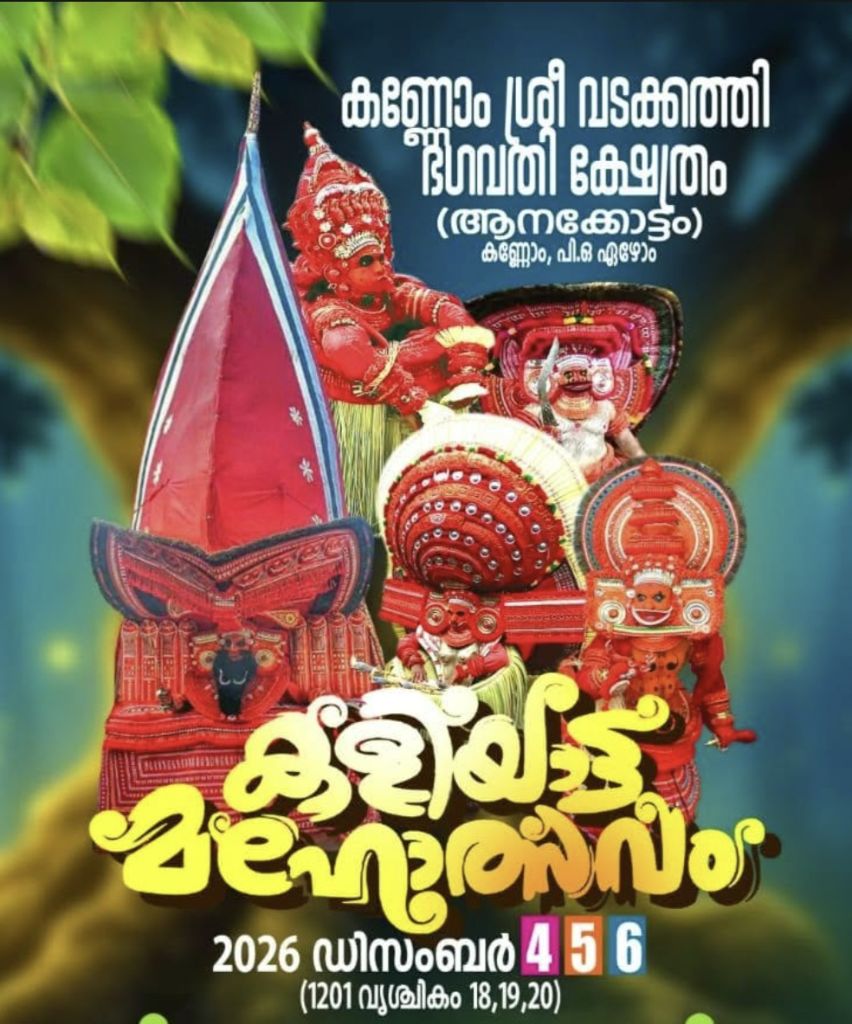 കണ്ണോം ശ്രീ വടക്കത്തി
ഭഗവതി ക്ഷേത്രം
(ആനക്കോട്ടം)
കണ്ണോം, പി.ഒ ഏഴോം
കളിയാട്ട
മഹോത്സവം
2026 ഡിസംബർ 4 5 6
(1201 വൃശ്ചികം 18,19,20)